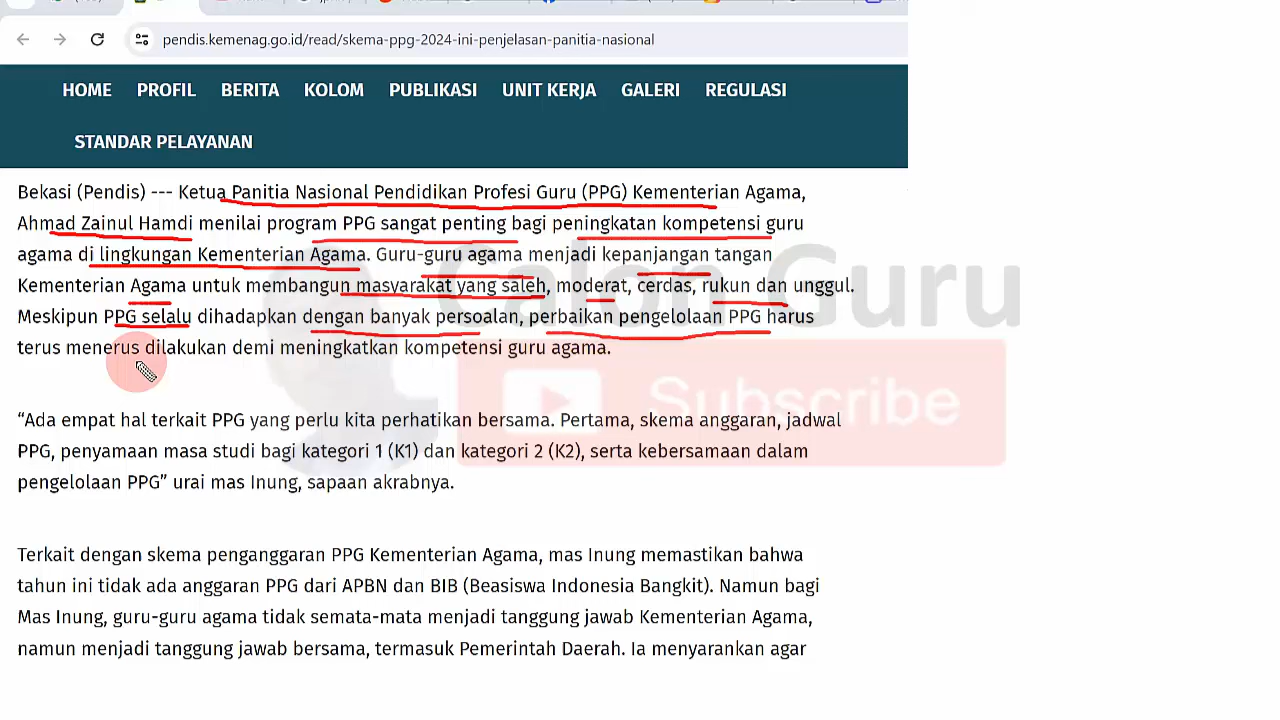 pendis.kemenag.go.id/read/skema-ppg-2024-ini-penjelasan-panitia-nasional
HOME PROFIL BERITA KOLOM PUBLIKASI UNIT KERJA GALERI REGULASI
STANDAR PELAYANAN
Bekasi (Pendis) --- Ketua Panitia Nasional Pendidikan Profesi Guru (PPG) Kementerian Agama,
Ahmad Zainul Hamdi menilai program PPG sangat penting bagi peningkatan kompetensi guru
agama di lingkungan Kementerian Agama. Guru-guru agama menjadi kepanjangan tangan
Kementerian Agama untuk membangun masyarakat yang saleh, moderat, cerdas, rukun dan unggul.
Meskipun PPG selalu dihadapkan dengan banyak persoalan, perbaikan pengelolaan PPG harus
terus menerus dilakukan demi meningkatkan kompetensi guru agama.
Calon Guru
Subscribe
“Ada empat hal terkait PPG yang perlu kita perhatikan bersama. Pertama, skema anggaran, jadwal
PPG, penyamaan masa studi bagi kategori 1 (K1) dan kategori 2 (K2), serta kebersamaan dalam
pengelolaan PPG” urai mas Inung, sapaan akrabnya.
Terkait dengan skema penganggaran PPG Kementerian Agama, mas Inung memastikan bahwa
tahun ini tidak ada anggaran PPG dari APBN dan BIB (Beasiswa Indonesia Bangkit). Namun bagi
Mas Inung, guru-guru agama tidak semata-mata menjadi tanggung jawab Kementerian Agama,
namun menjadi tanggung jawab bersama, termasuk Pemerintah Daerah. Ia menyarankan agar